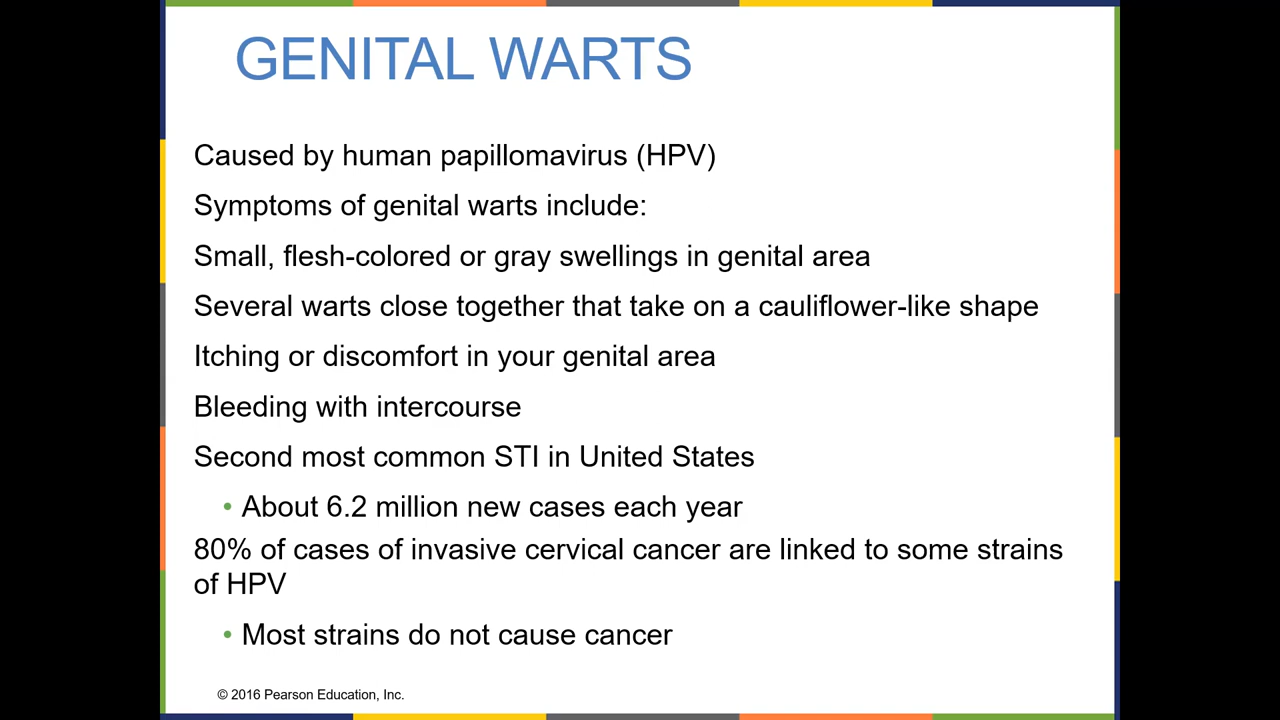 GENITAL WARTS
Caused by human papillomavirus (HPV)
Symptoms of genital warts include:
Small, flesh-colored or gray swellings in genital area
Several warts close together that take on a cauliflower-like shape
Itching or discomfort in your genital area
Bleeding with intercourse
Second most common STI in United States
• About 6.2 million new cases each year
80% of cases of invasive cervical cancer are linked to some strains
of HPV
• Most strains do not cause cancer
© 2016 Pearson Education, Inc.